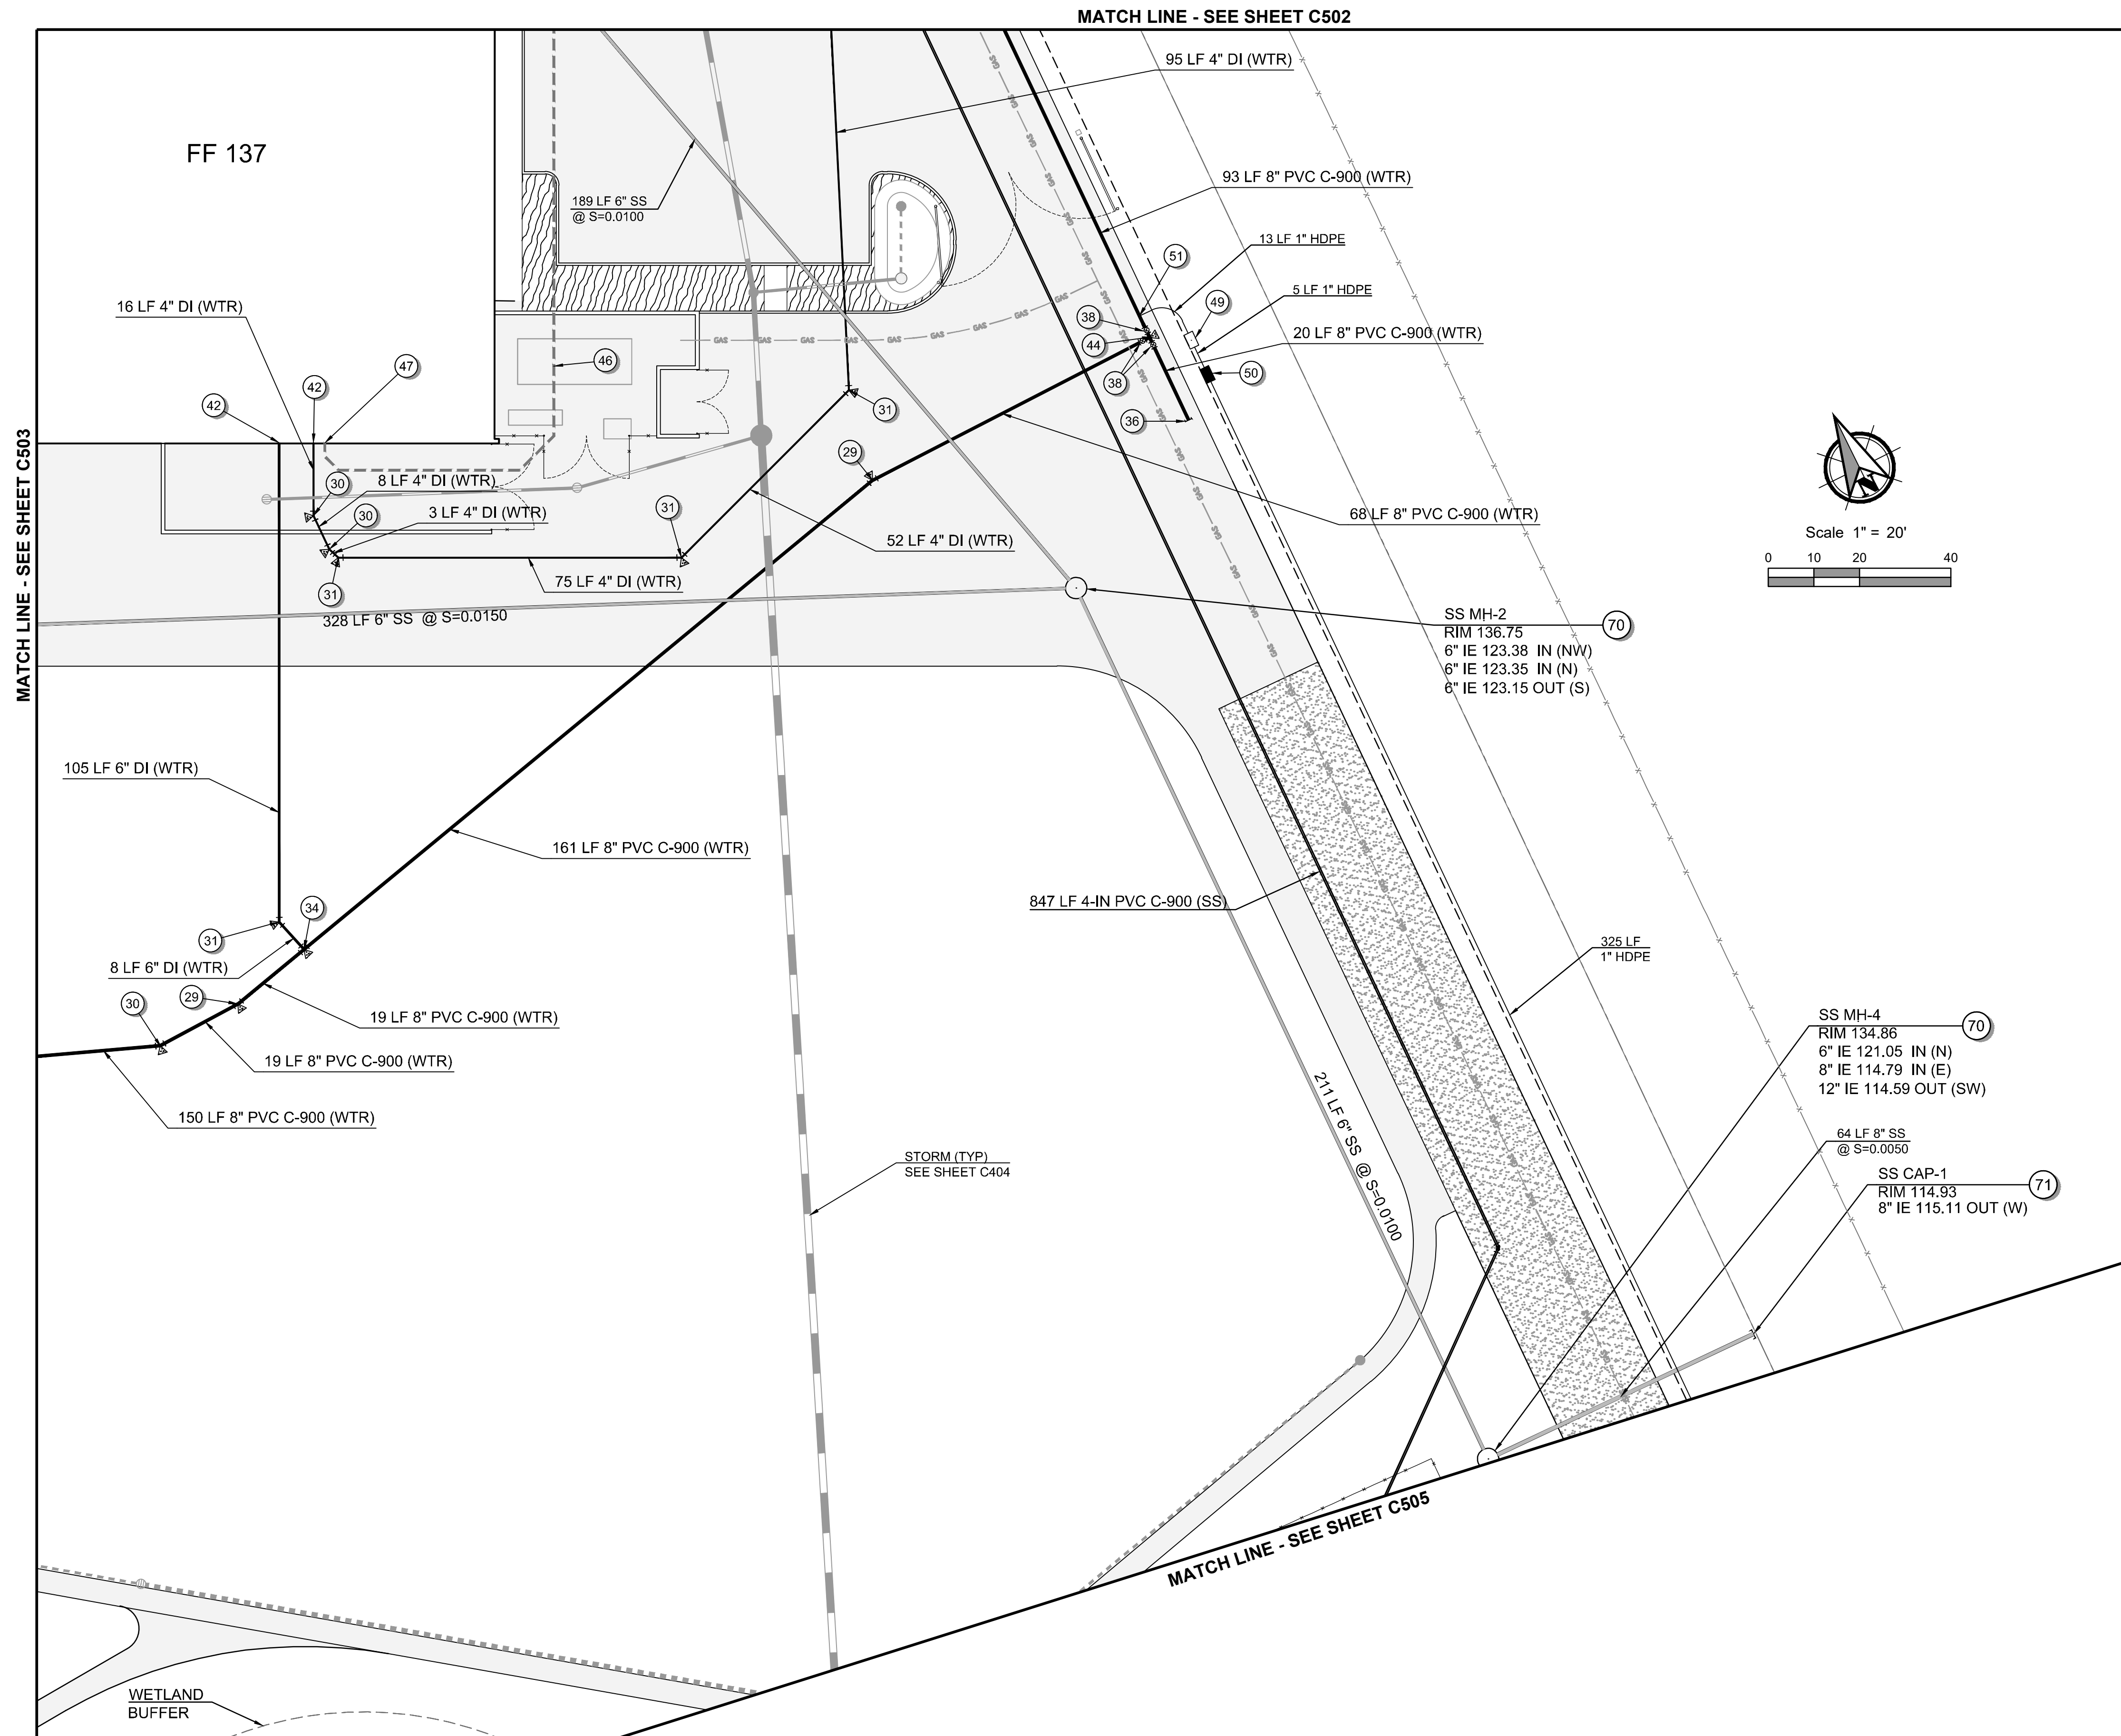 MATCH LINE - SEE SHEET C502
95 LF 4" DI (WTR)
FF 137
93 LF 8" PVC C-900 (WTR)
189 LF 6" SS
@ S=0.0100
13 LF 1" HDPE
51
5 LF 1" HDPE
49
16 LF 4" DI (WTR)
38
20 LF 8" PVC C-900 (WTR)
44
GAS GAS GAS GAS GAS GAS GAS GAS
46
47
42
50
38
42
31
36
MATCH LINE - SEE SHEET C503
29
N
30
8 LF 4" DI (WTR)
31
3 LF 4" DI (WTR)
30
68 LF 8" PVC C-900 (WTR)
Scale 1" = 20'
52 LF 4" DI (WTR)
0 10 20 40
75 LF 4" DI (WTR)
31
328 LF 6" SS @ S=0.0150
SS MH-2
70
RIM 136.75
6" IE 123.38 IN (NW)
6" IE 123.35 IN (N)
6" IE 123.15 OUT (S)
105 LF 6" DI (WTR)
161 LF 8" PVC C-900 (WTR)
847 LF 4-IN PVC C-900 (SS)
34
31
325 LF
1" HDPE
8 LF 6" DI (WTR)
29
30
19 LF 8" PVC C-900 (WTR)
SS MH-4
70
RIM 134.86
6" IE 121.05 IN (N)
8" IE 114.79 IN (E)
12" IE 114.59 OUT (SW)
19 LF 8" PVC C-900 (WTR)
150 LF 8" PVC C-900 (WTR)
211 LF 6" SS @ S=0.0100
64 LF 8" SS
@ S=0.0050
STORM (TYP)
SEE SHEET C404
SS CAP-1
71
RIM 114.93
8" IE 115.11 OUT (W)
MATCH LINE - SEE SHEET C505
WETLAND
BUFFER